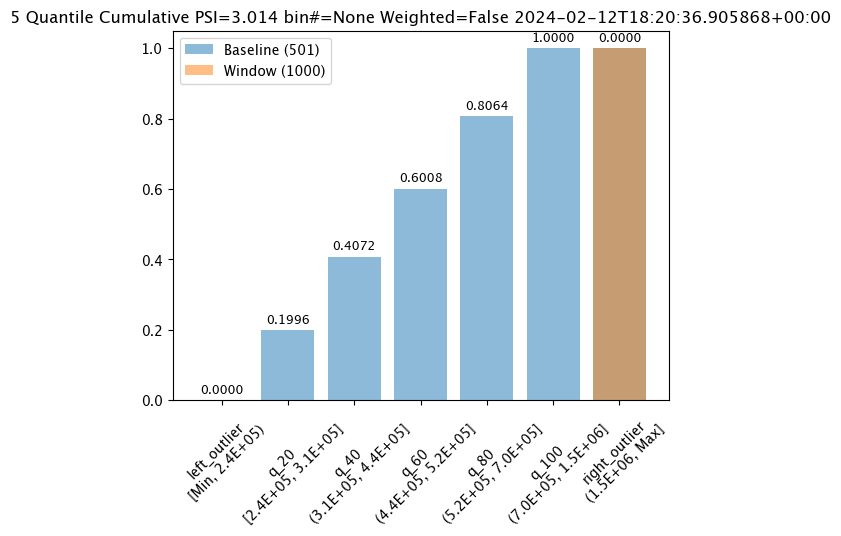 5 Quantile Cumulative PSI=3.014 bin#=None Weighted=False 2024-02-12T18:20:36.905868+00:00
Baseline (501)
Window (1000)
1.0
0.8
0.6
0.4
0.2
0.0
0.0000
0.1996
0.4072
0.6008
0.8064
1.0000
0.0000
left_outlier
[Min, 2.4E+05)
q_20
[2.4E+05, 3.1E+05]
q_40
(3.1E+05, 4.4E+05]
q_60
(4.4E+05, 5.2E+05]
q_80
(5.2E+05, 7.0E+05]
q_100
(7.0E+05, 1.5E+06]
right_outlier
(1.5E+06, Max]